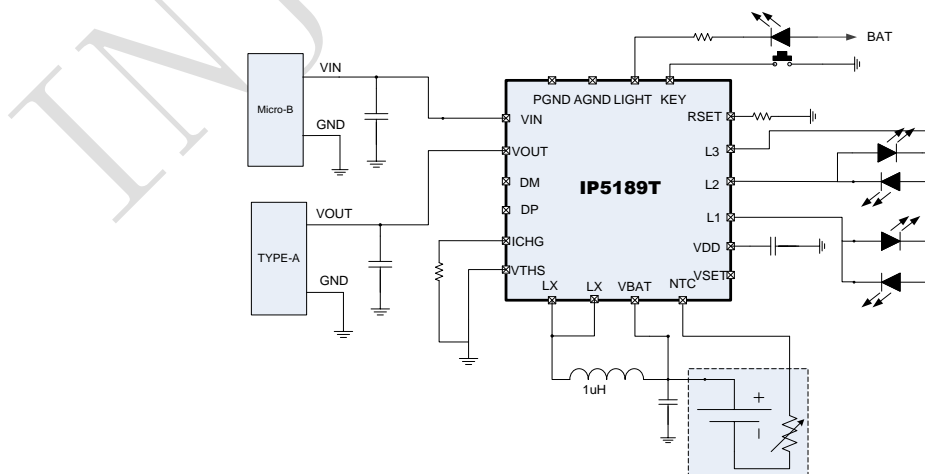 INJ
BAT
VIN
Micro-B
GND
PGND AGND LIGHT KEY
VIN
RSET
VOUT
L3
IP5189T
DM
L2
DP
L1
VOUT
TYPE-A
ICHG
VDD
GND
VTHS
VSET
LX LX VBAT NTC
1uH
+
–